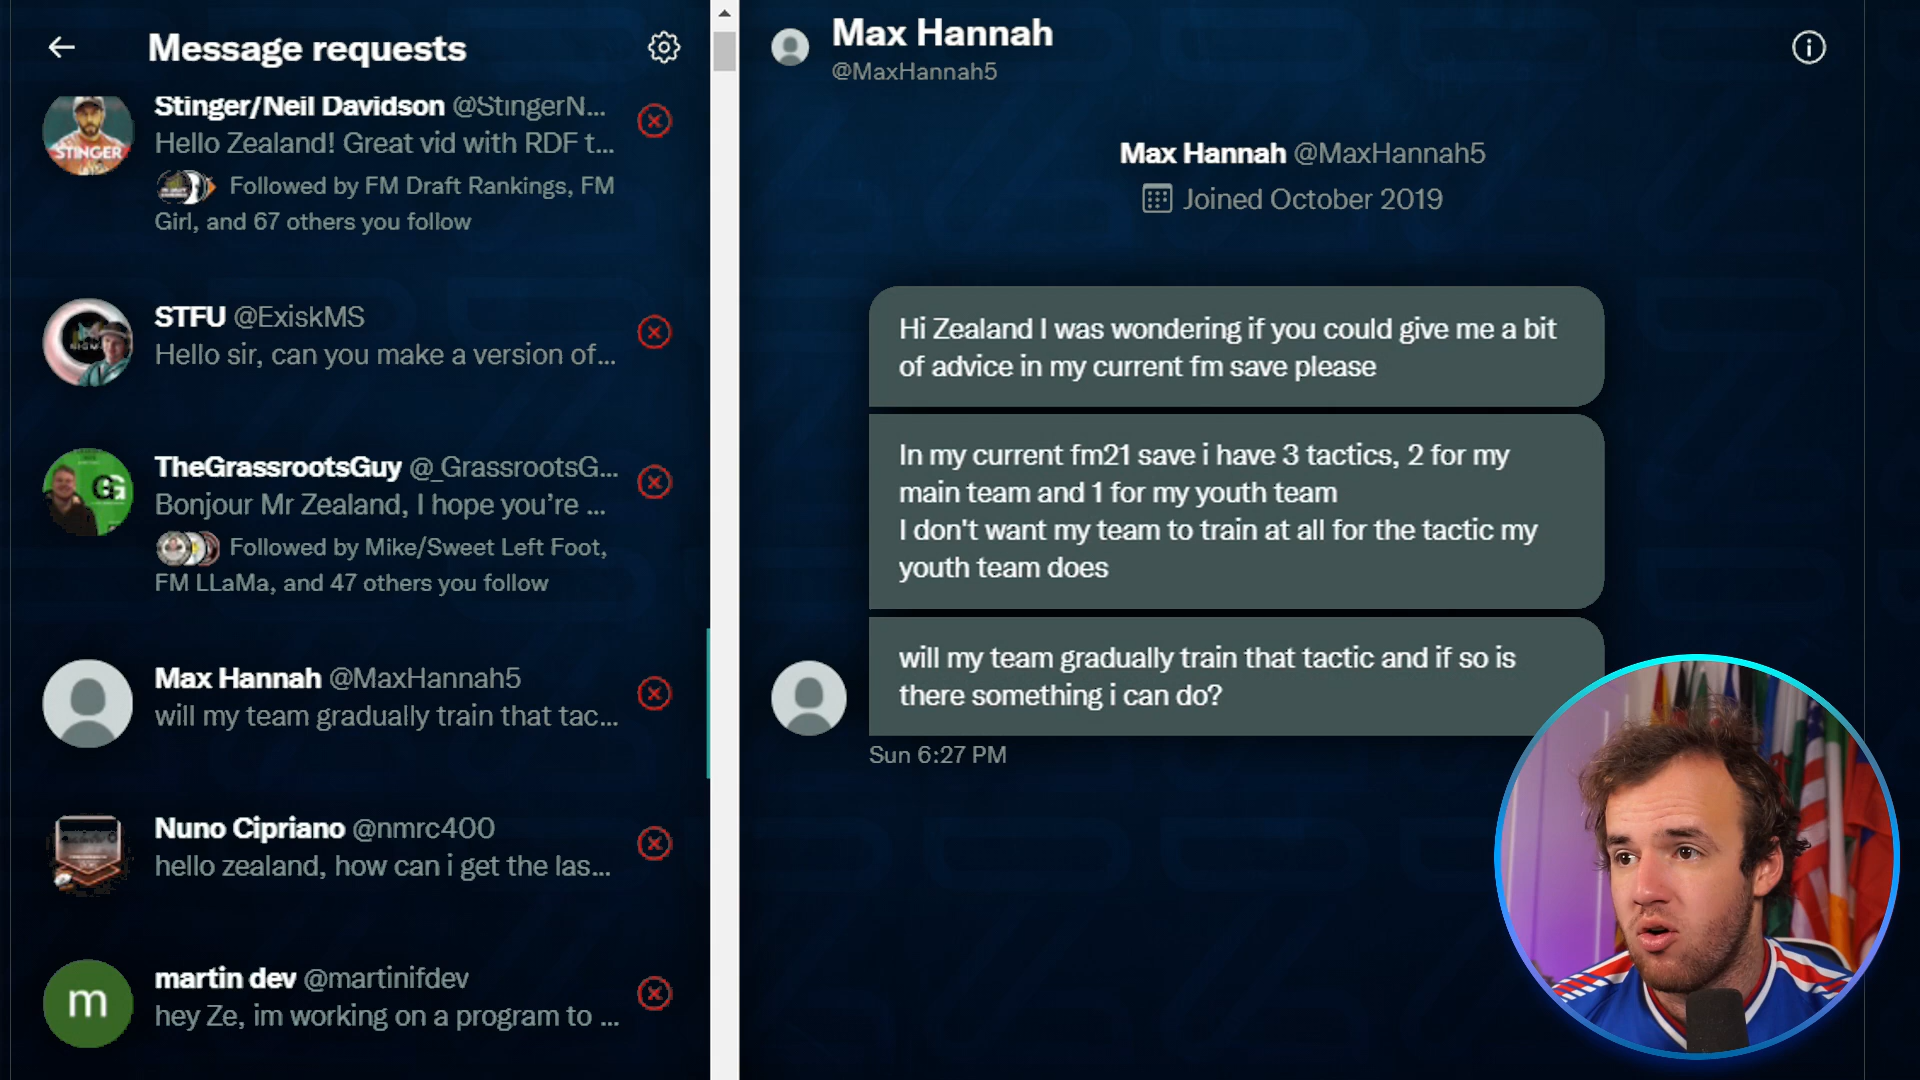 Message requests
Stinger/Neil Davidson @StingerN...
STINGER
Hello Zealand! Great vid with RDF t...
Followed by FM Draft Rankings, FM
Girl, and 67 others you follow
STFU @ExiskMS
Hello sir, can you make a version of...
TheGrassrootsGuy @_GrassrootsG...
GG
Bonjour Mr Zealand, I hope you’re ...
Followed by Mike/Sweet Left Foot,
FM LLaMa, and 47 others you follow
Max Hannah @MaxHannah5
will my team gradually train that tac...
Nuno Cipriano @nmrc400
hello zealand, how can i get the las...
martin dev @martinifdev
m
hey Ze, im working on a program to ...
Max Hannah
@MaxHannah5
Max Hannah @MaxHannah5
Joined October 2019
Hi Zealand I was wondering if you could give me a bit
of advice in my current fm save please
In my current fm21 save i have 3 tactics, 2 for my
main team and 1 for my youth team
I don't want my team to train at all for the tactic my
youth team does
will my team gradually train that tactic and if so is
there something i can do?
Sun 6:27 PM